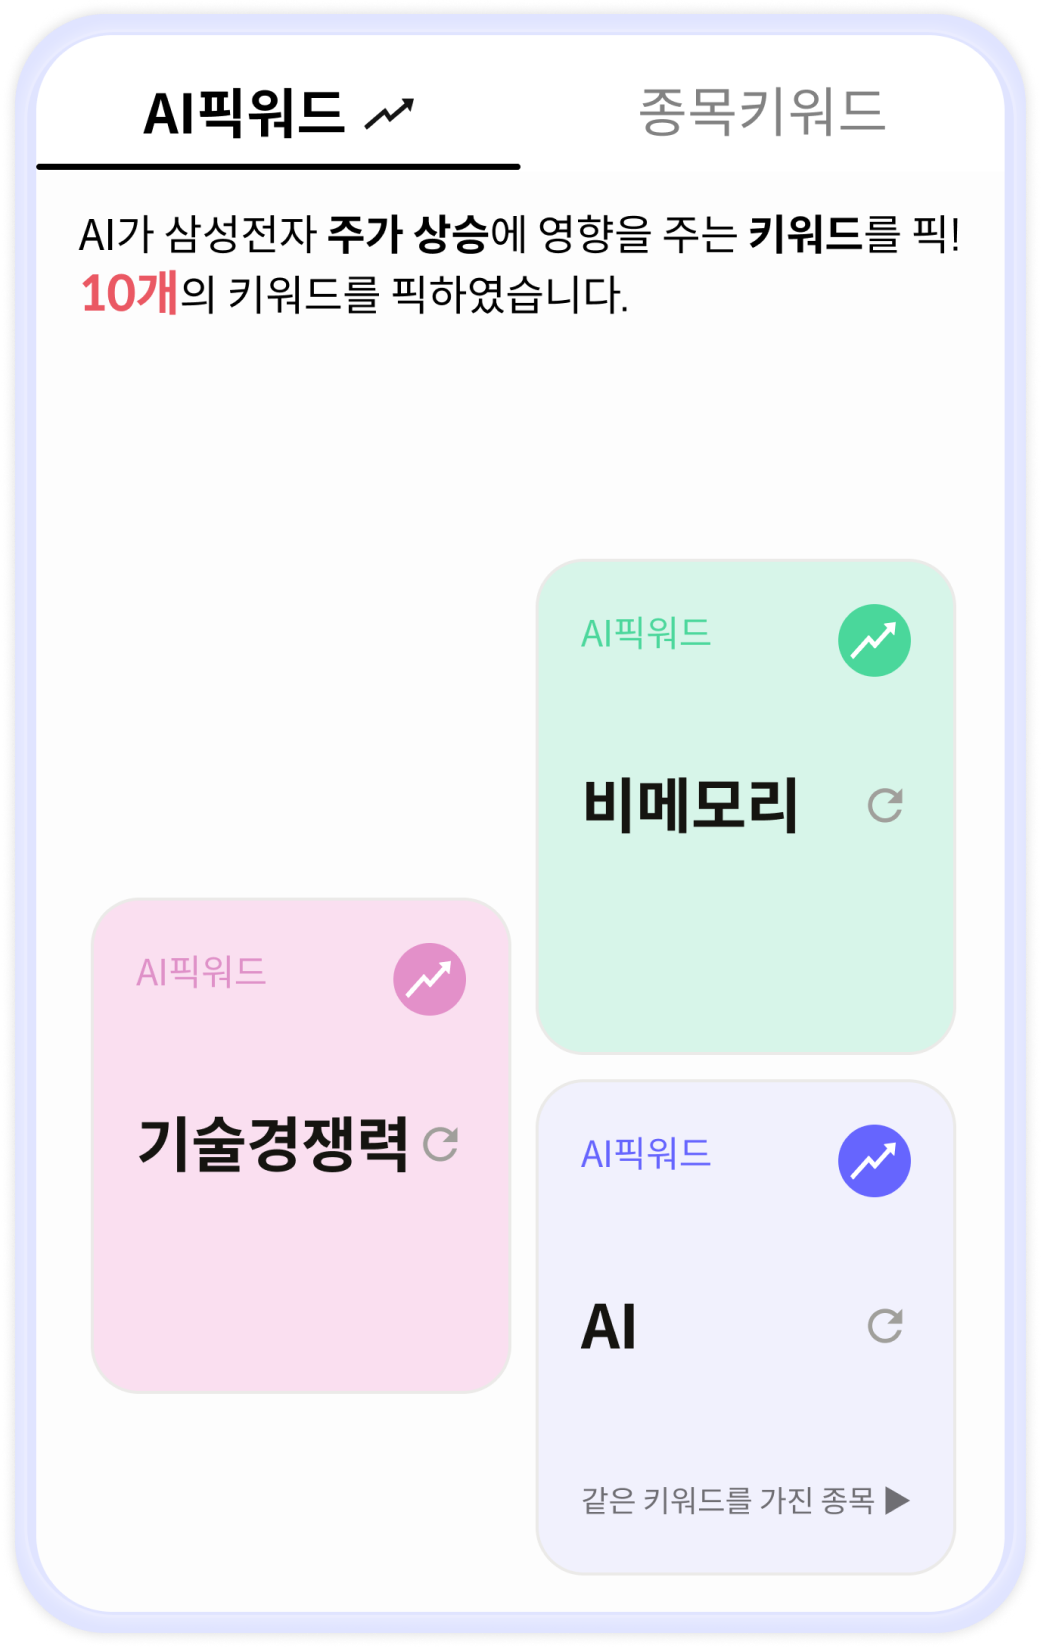 AI픽워드
종목키워드
AI가 삼성전자 주가 상승에 영향을 주는 키워드를 픽!
10개의 키워드를 픽하였습니다.
AI픽워드
비메모리
AI픽워드
기술경쟁력
AI픽워드
AI
같은 키워드를 가진 종목 ▶